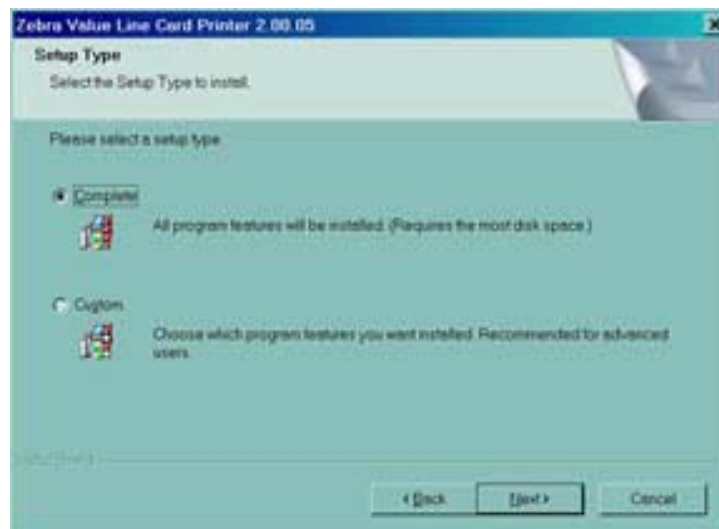 Zebra Value Line Card Printer 2.00.05
Setup Type
Select the Setup Type to install.
Please select a setup type.
Complete
All program features will be installed. (Requires the most disk space.)
Custom
Choose which program features you want installed. Recommended for advanced
users.
< Back
Next >
Cancel